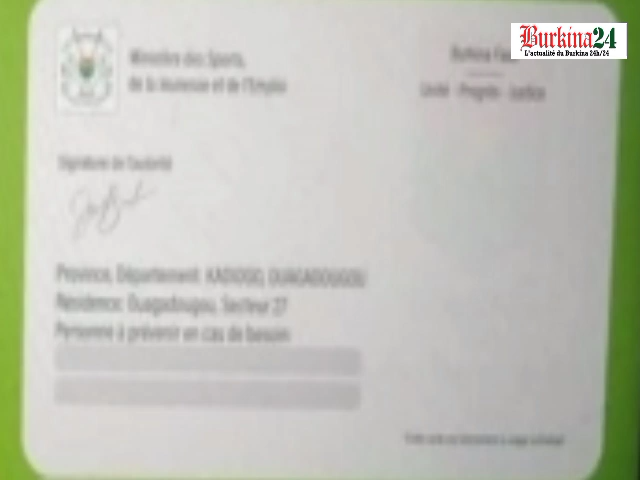 Burkina24
L'actualité du Burkina 24h/24
Ministère des Sports,
de la Jeunesse et de l'Emploi
Burkina
Unité - Progrès - Justice
Signature de l'autorité
Province, Département: KADIOGO, OUAGADOUGOU
Résidence: Ouagadougou, Secteur 27
Personne à prévenir en cas de besoin